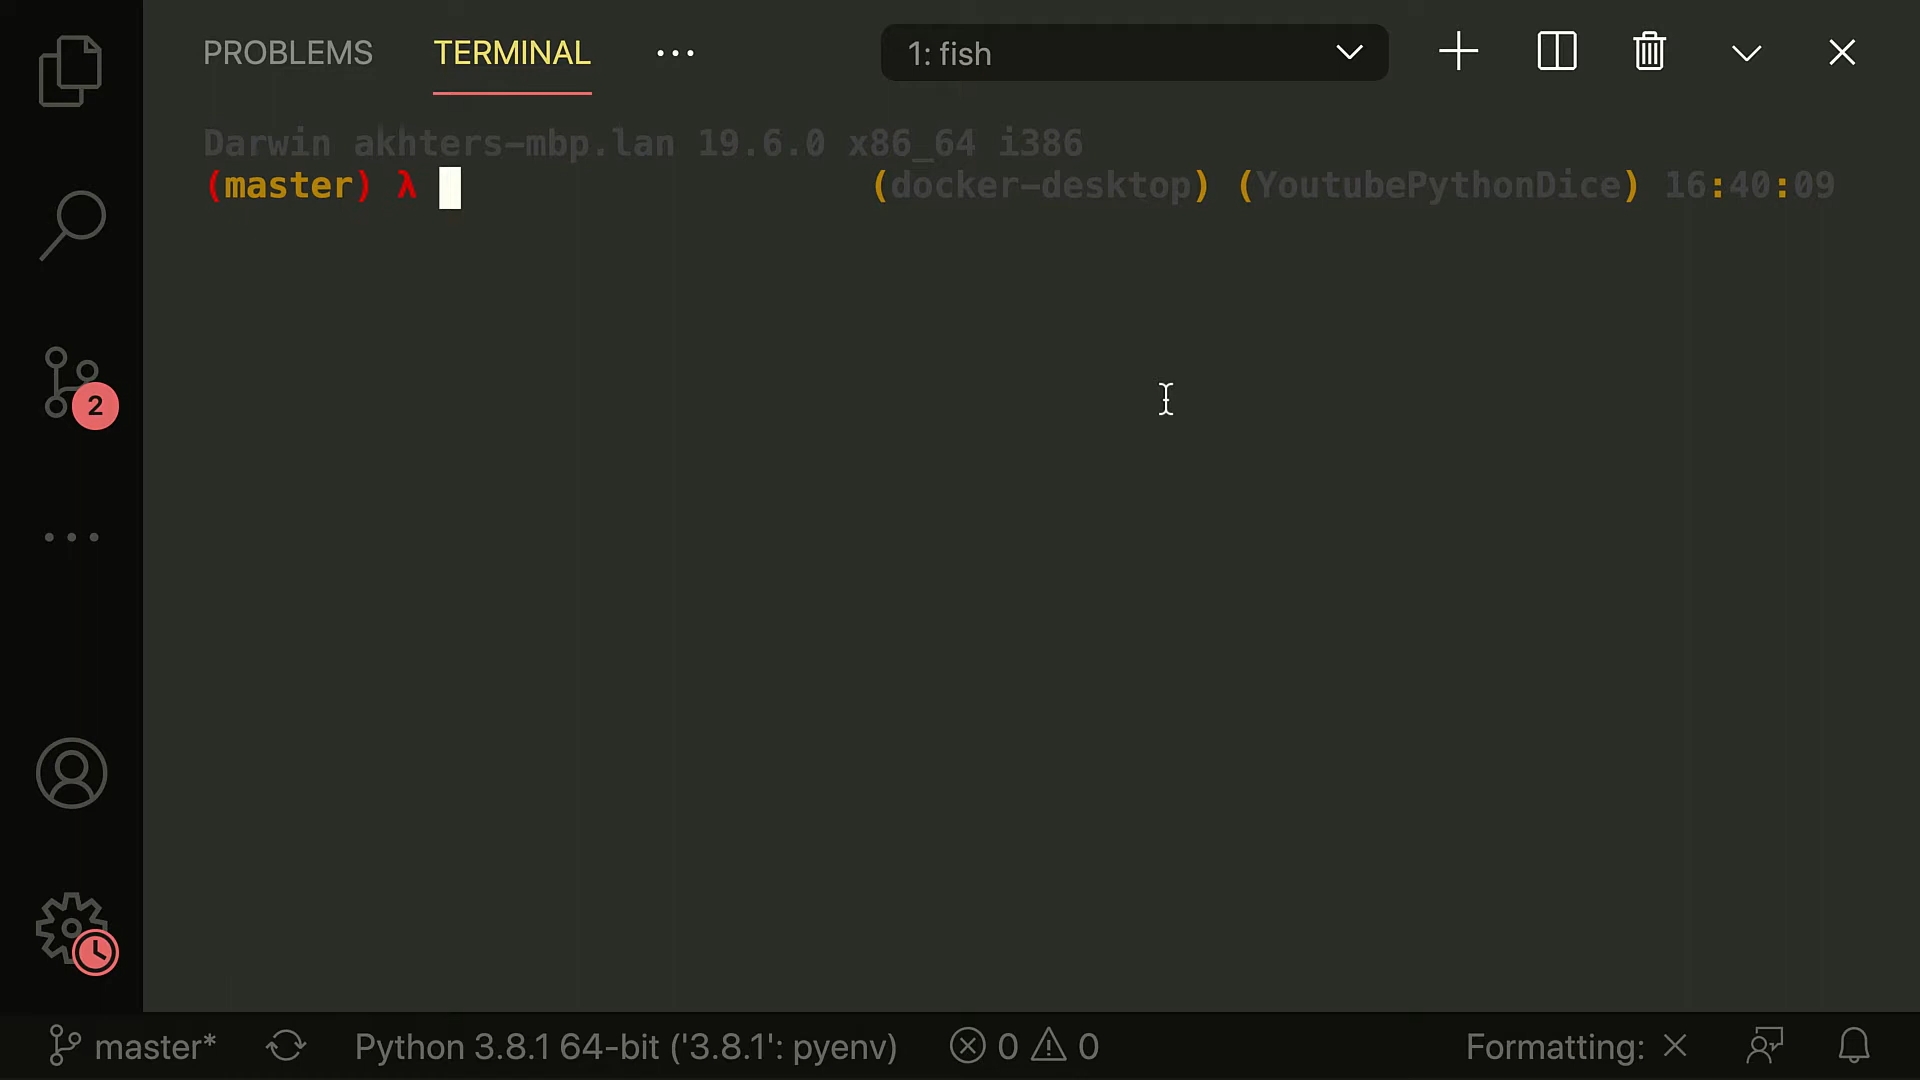 PROBLEMS TERMINAL ··· 1: fish
Darwin akhters-mbp.lan 19.6.0 x86_64 i386
(master) λ (docker-desktop) (YoutubePythonDice) 16:40:09
2
master* Python 3.8.1 64-bit ('3.8.1': pyenv) 0 0 Formatting: ×